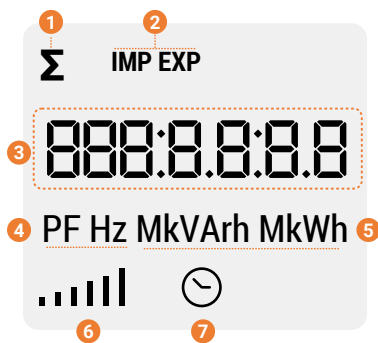 1 2
Σ IMP EXP
3 888:8.8:8.8
4 PF Hz MkVArh MkWh 5
6 7